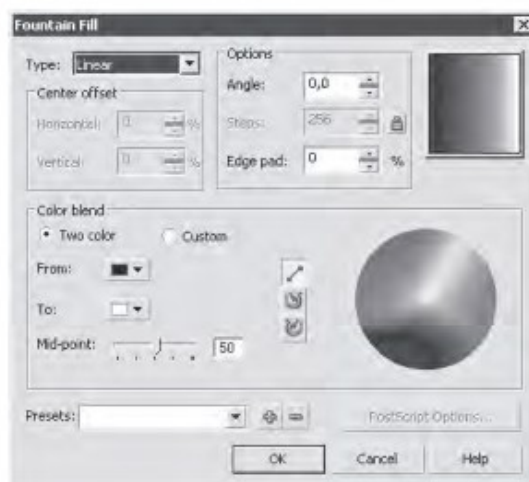 Fountain Fill
Type: Linear
Center offset
Horizontal: 0 %
Vertical: 0 %
Options
Angle: 0,0
Steps: 256
Edge pad: 0 %
Color blend
Two color Custom
From:
To:
Mid-point: 50
Presets:
PostScript Options...
OK Cancel Help